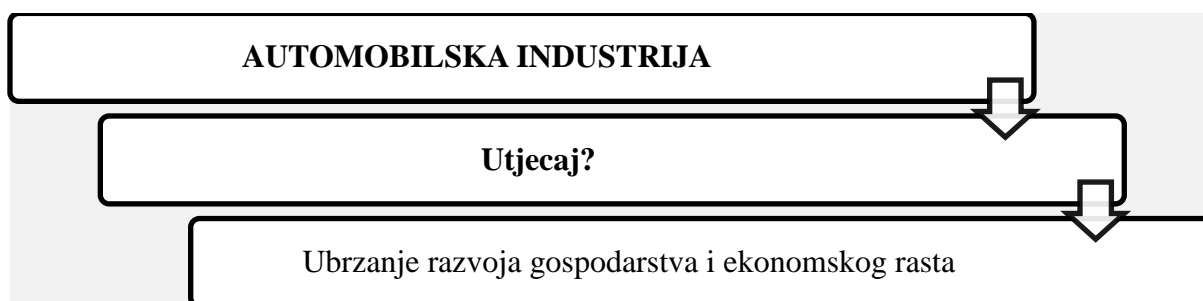 AUTOMOBILSKA INDUSTRIJA
Utjecaj?
Ubrzanje razvoja gospodarstva i ekonomskog rasta